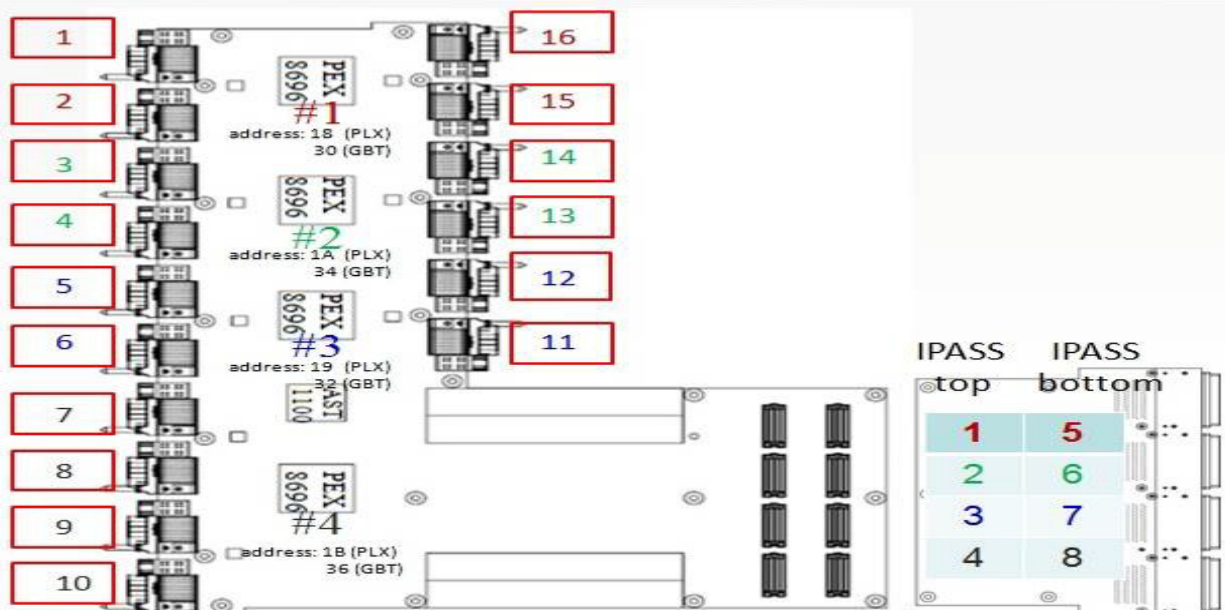 1
16
PEX
8696
#1
2
15
address: 18 (PLX)
30 (GBT)
3
14
PEX
8696
#2
4
13
address: 1A (PLX)
34 (GBT)
5
12
PEX
8696
#3
6
11
address: 19 (PLX)
32 (GBT)
AST
1100
7
8
PEX
8696
#4
9
address: 1B (PLX)
36 (GBT)
10
IPASS IPASS
top bottom
1 5
2 6
3 7
4 8